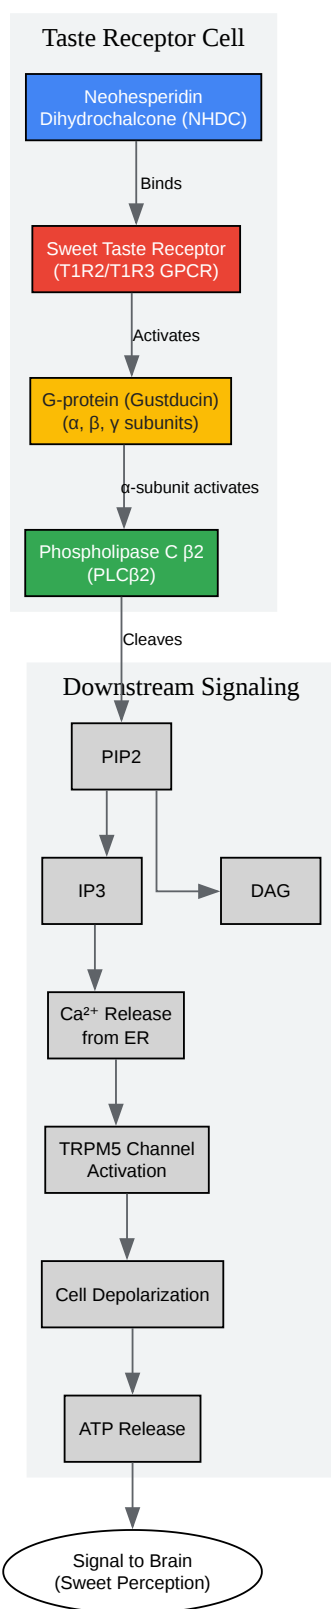 Taste Receptor Cell
Neohesperidin
Dihydrochalcone (NHDC)
Binds
Sweet Taste Receptor
(T1R2/T1R3 GPCR)
Activates
G-protein (Gustducin)
(α, β, γ subunits)
α-subunit activates
Phospholipase C β2
(PLCβ2)
Cleaves
Downstream Signaling
PIP2
IP3
DAG
Ca²⁺ Release
from ER
TRPM5 Channel
Activation
Cell Depolarization
ATP Release
Signal to Brain
(Sweet Perception)